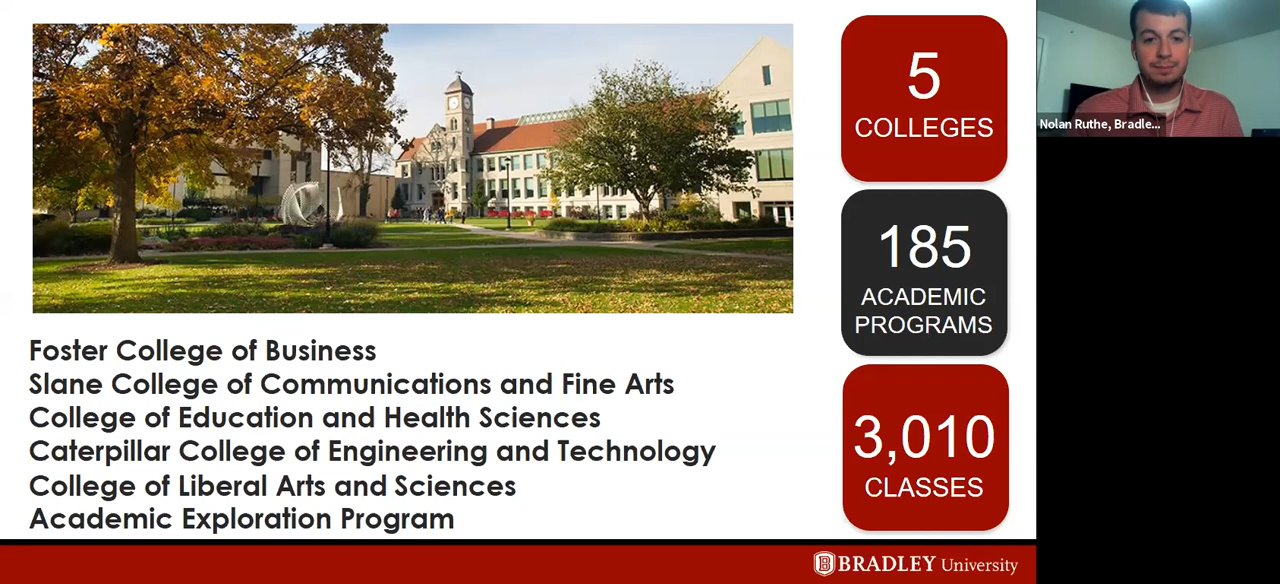 5
COLLEGES
Nolan Ruthe, Bradle...
185
ACADEMIC
PROGRAMS
Foster College of Business
Slane College of Communications and Fine Arts
College of Education and Health Sciences
Caterpillar College of Engineering and Technology
College of Liberal Arts and Sciences
Academic Exploration Program
3,010
CLASSES
B BRADLEY University